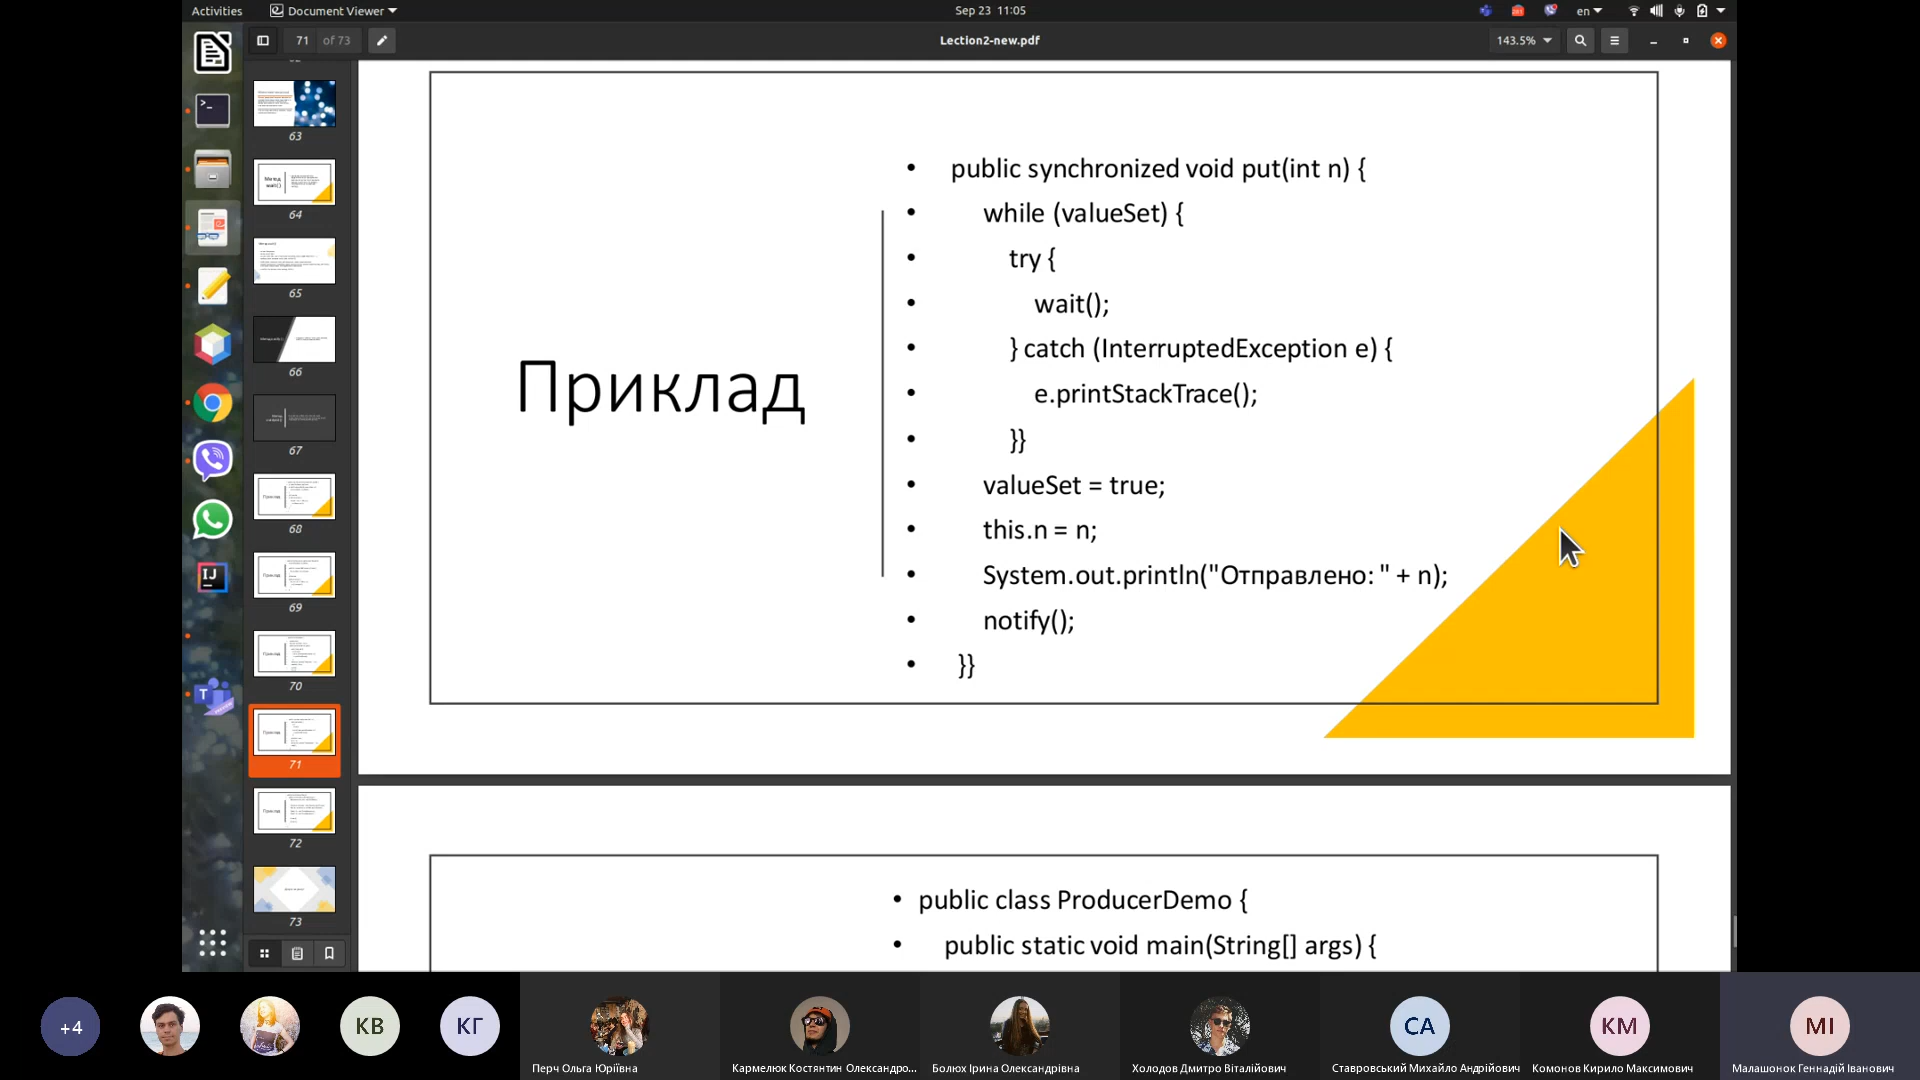 Activities
Document Viewer
Sep 23 11:05
en
71 of 73
Lection2-new.pdf
143.5%
63
64
65
66
67
68
69
70
71
72
73
Приклад
• public synchronized void put(int n) {
• while (valueSet) {
• try {
• wait();
• } catch (InterruptedException e) {
• e.printStackTrace();
• }}
• valueSet = true;
• this.n = n;
• System.out.println("Отправлено: " + n);
• notify();
• }}
• public class ProducerDemo {
• public static void main(String[] args) {
+4
КВ
КГ
СА
КМ
МІ
Перч Ольга Юріївна
Кармелюк Костянтин Олександро...
Болюх Ірина Олександрівна
Холодов Дмитро Віталійович
Ставровський Михайло Андрійович
Комонов Кирило Максимович
Малашонок Геннадій Іванович